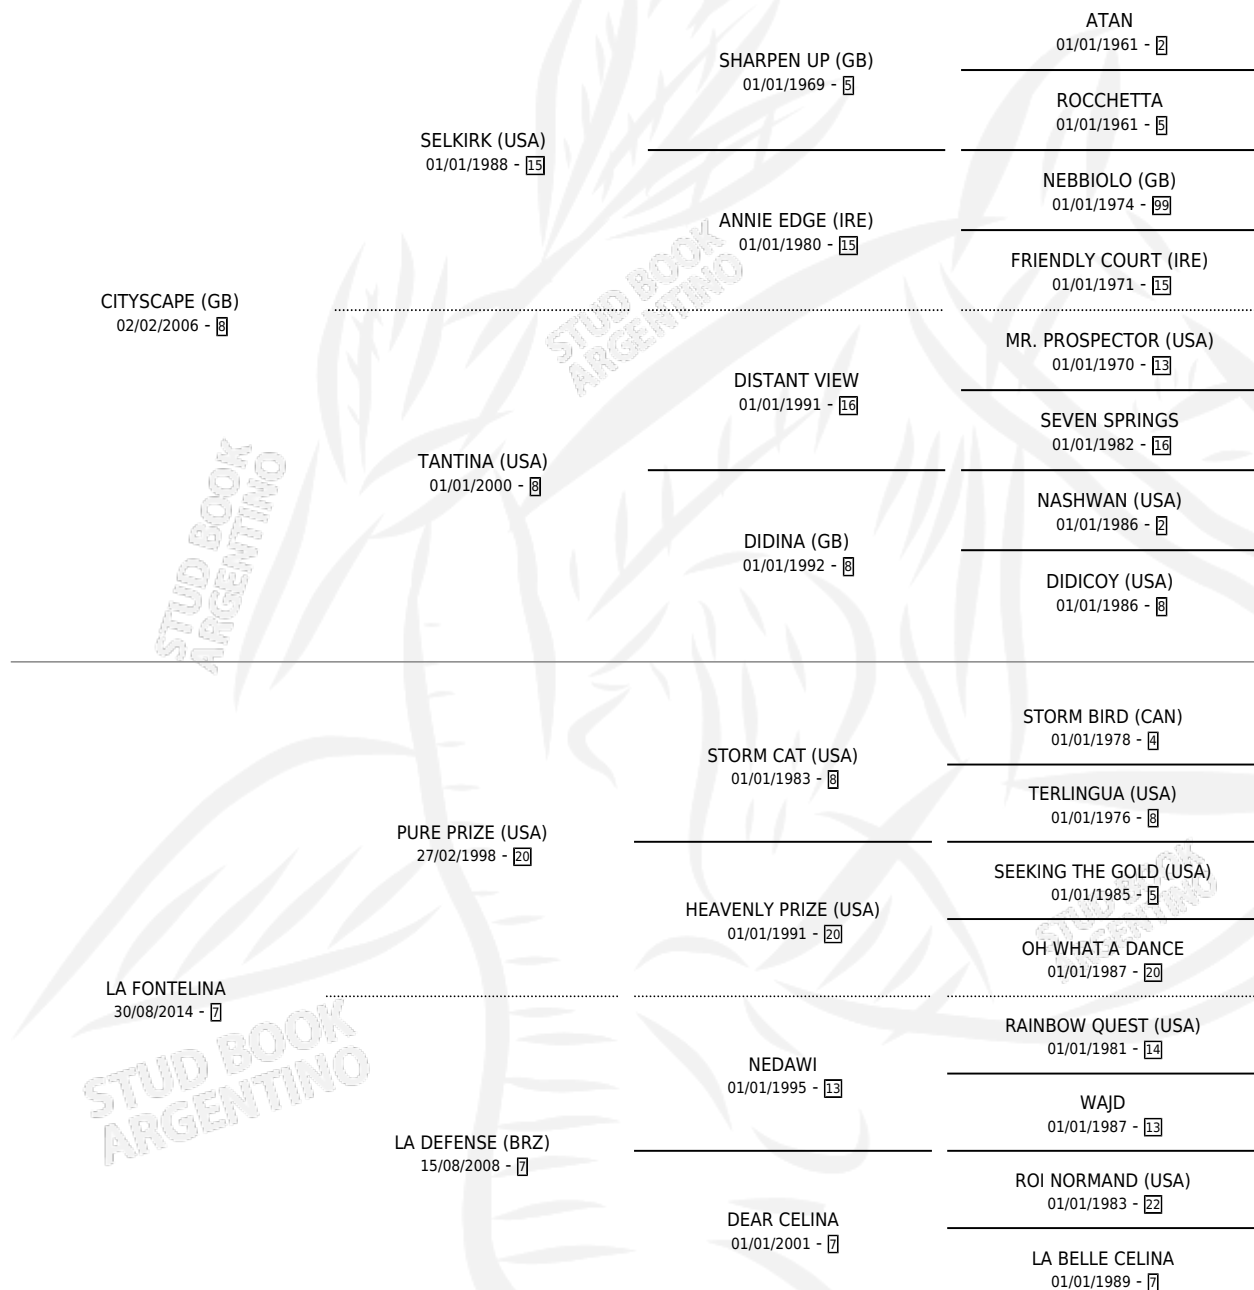 ATAN
01/01/1961 - 2
SHARPEN UP (GB)
01/01/1969 - 5
ROCCHETTA
01/01/1961 - 5
SELKIRK (USA)
01/01/1988 - 15
NEBBIOLO (GB)
01/01/1974 - 99
ANNIE EDGE (IRE)
01/01/1980 - 15
FRIENDLY COURT (IRE)
01/01/1971 - 15
CITYSCAPE (GB)
02/02/2006 - 8
MR. PROSPECTOR (USA)
01/01/1970 - 13
DISTANT VIEW
01/01/1991 - 16
SEVEN SPRINGS
01/01/1982 - 16
TANTINA (USA)
01/01/2000 - 8
NASHWAN (USA)
01/01/1986 - 2
DIDINA (GB)
01/01/1992 - 8
DIDICOY (USA)
01/01/1986 - 8
STORM BIRD (CAN)
01/01/1978 - 4
STORM CAT (USA)
01/01/1983 - 8
TERLINGUA (USA)
01/01/1976 - 8
PURE PRIZE (USA)
27/02/1998 - 20
SEEKING THE GOLD (USA)
01/01/1985 - 5
HEAVENLY PRIZE (USA)
01/01/1991 - 20
OH WHAT A DANCE
01/01/1987 - 20
LA FONTELINA
30/08/2014 - 7
RAINBOW QUEST (USA)
01/01/1981 - 14
NEDAWI
01/01/1995 - 13
WAJD
01/01/1987 - 13
LA DEFENSE (BRZ)
15/08/2008 - 7
ROI NORMAND (USA)
01/01/1983 - 22
DEAR CELINA
01/01/2001 - 7
LA BELLE CELINA
01/01/1989 - 7
STUD BOOK
ARGENTINO
STUD BOOK
ARGENTINO
STUD BOOK
ARGENTINO
STUD BOOK
ARGENTINO